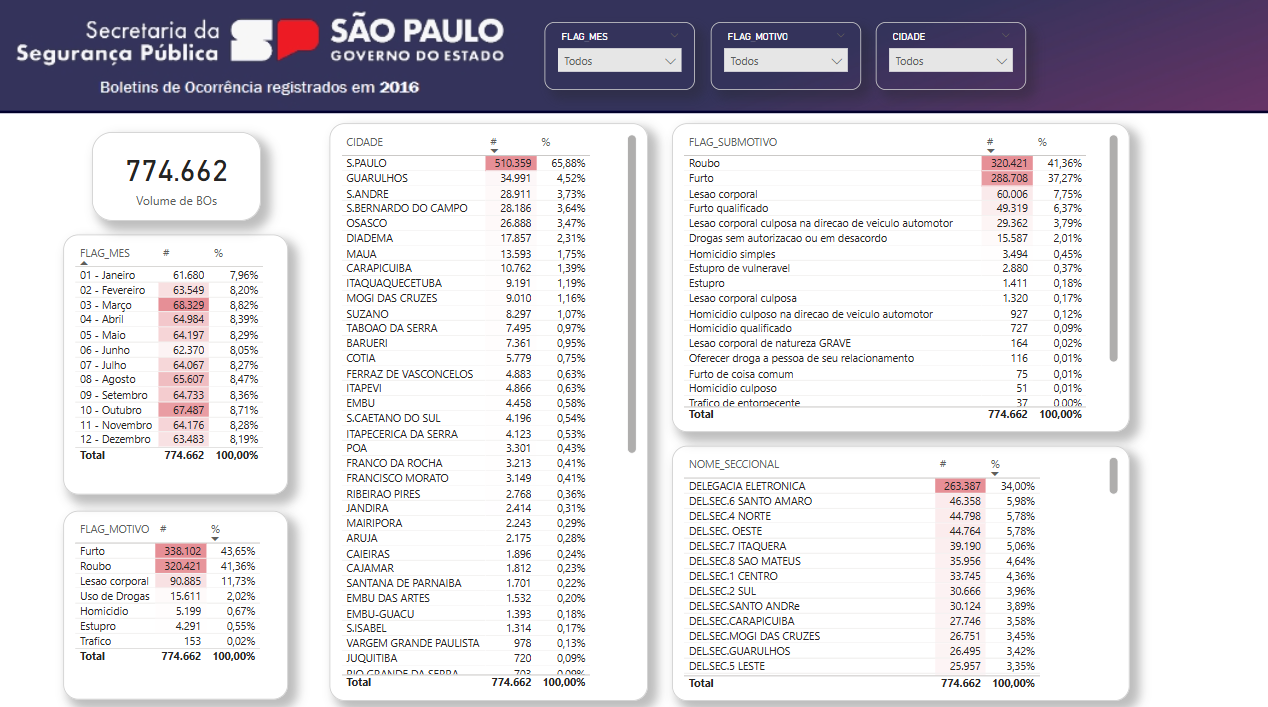 Secretaria da
Segurança Pública
SÃO PAULO
GOVERNO DO ESTADO
Boletins de Ocorrência registrados em 2016
FLAG_MES
Todos
FLAG_MOTIVO
Todos
CIDADE
Todos
774.662
Volume de BOs
FLAG_MES # %
01 - Janeiro 61.680 7,96%
02 - Fevereiro 63.549 8,20%
03 - Março 68.329 8,82%
04 - Abril 64.984 8,39%
05 - Maio 64.197 8,29%
06 - Junho 62.370 8,05%
07 - Julho 64.067 8,27%
08 - Agosto 65.607 8,47%
09 - Setembro 64.733 8,36%
10 - Outubro 67.487 8,71%
11 - Novembro 64.176 8,28%
12 - Dezembro 63.483 8,19%
Total 774.662 100,00%
FLAG_MOTIVO # %
Furto 338.102 43,65%
Roubo 320.421 41,36%
Lesao corporal 90.885 11,73%
Uso de Drogas 15.611 2,02%
Homicidio 5.199 0,67%
Estupro 4.291 0,55%
Trafico 153 0,02%
Total 774.662 100,00%
CIDADE # %
S.PAULO 510.359 65,88%
GUARULHOS 34.991 4,52%
S.ANDRE 28.911 3,73%
S.BERNARDO DO CAMPO 28.186 3,64%
OSASCO 26.888 3,47%
DIADEMA 17.857 2,31%
MAUA 13.593 1,75%
CARAPICUIBA 10.762 1,39%
ITAQUAQUECETUBA 9.191 1,19%
MOGI DAS CRUZES 9.010 1,16%
SUZANO 8.297 1,07%
TABOAO DA SERRA 7.495 0,97%
BARUERI 7.361 0,95%
COTIA 5.779 0,75%
FERRAZ DE VASCONCELOS 4.883 0,63%
ITAPEVI 4.866 0,63%
EMBU 4.458 0,58%
S.CAETANO DO SUL 4.196 0,54%
ITAPECERICA DA SERRA 4.123 0,53%
POA 3.301 0,43%
FRANCO DA ROCHA 3.213 0,41%
FRANCISCO MORATO 3.149 0,41%
RIBEIRAO PIRES 2.768 0,36%
JANDIRA 2.414 0,31%
MAIRIPORA 2.243 0,29%
ARUJA 2.175 0,28%
CAIEIRAS 1.896 0,24%
CAJAMAR 1.812 0,23%
SANTANA DE PARNAIBA 1.701 0,22%
EMBU DAS ARTES 1.532 0,20%
EMBU-GUACU 1.393 0,18%
S.ISABEL 1.314 0,17%
VARGEM GRANDE PAULISTA 978 0,13%
JUQUITIBA 720 0,09%
RIO GRANDE DA SERRA 703 0,09%
Total 774.662 100,00%
FLAG_SUBMOTIVO # %
Roubo 320.421 41,36%
Furto 288.708 37,27%
Lesao corporal 60.006 7,75%
Furto qualificado 49.319 6,37%
Lesao corporal culposa na direcao de veiculo automotor 29.362 3,79%
Drogas sem autorizacao ou em desacordo 15.587 2,01%
Homicidio simples 3.494 0,45%
Estupro de vulneravel 2.880 0,37%
Estupro 1.411 0,18%
Lesao corporal culposa 1.320 0,17%
Homicidio culposo na direcao de veiculo automotor 927 0,12%
Homicidio qualificado 727 0,09%
Lesao corporal de natureza GRAVE 164 0,02%
Oferecer droga a pessoa de seu relacionamento 116 0,01%
Furto de coisa comum 75 0,01%
Homicidio culposo 51 0,01%
Trafico de entorpecente 37 0,00%
Total 774.662 100,00%
NOME_SECCIONAL # %
DELEGACIA ELETRONICA 263.387 34,00%
DEL.SEC.6 SANTO AMARO 46.358 5,98%
DEL.SEC.4 NORTE 44.798 5,78%
DEL.SEC. OESTE 44.764 5,78%
DEL.SEC.7 ITAQUERA 39.190 5,06%
DEL.SEC.8 SAO MATEUS 35.956 4,64%
DEL.SEC.1 CENTRO 33.745 4,36%
DEL.SEC.2 SUL 30.666 3,96%
DEL.SEC.SANTO ANDRe 30.124 3,89%
DEL.SEC.CARAPICUIBA 27.746 3,58%
DEL.SEC.MOGI DAS CRUZES 26.751 3,45%
DEL.SEC.GUARULHOS 26.495 3,42%
DEL.SEC.5 LESTE 25.957 3,35%
Total 774.662 100,00%